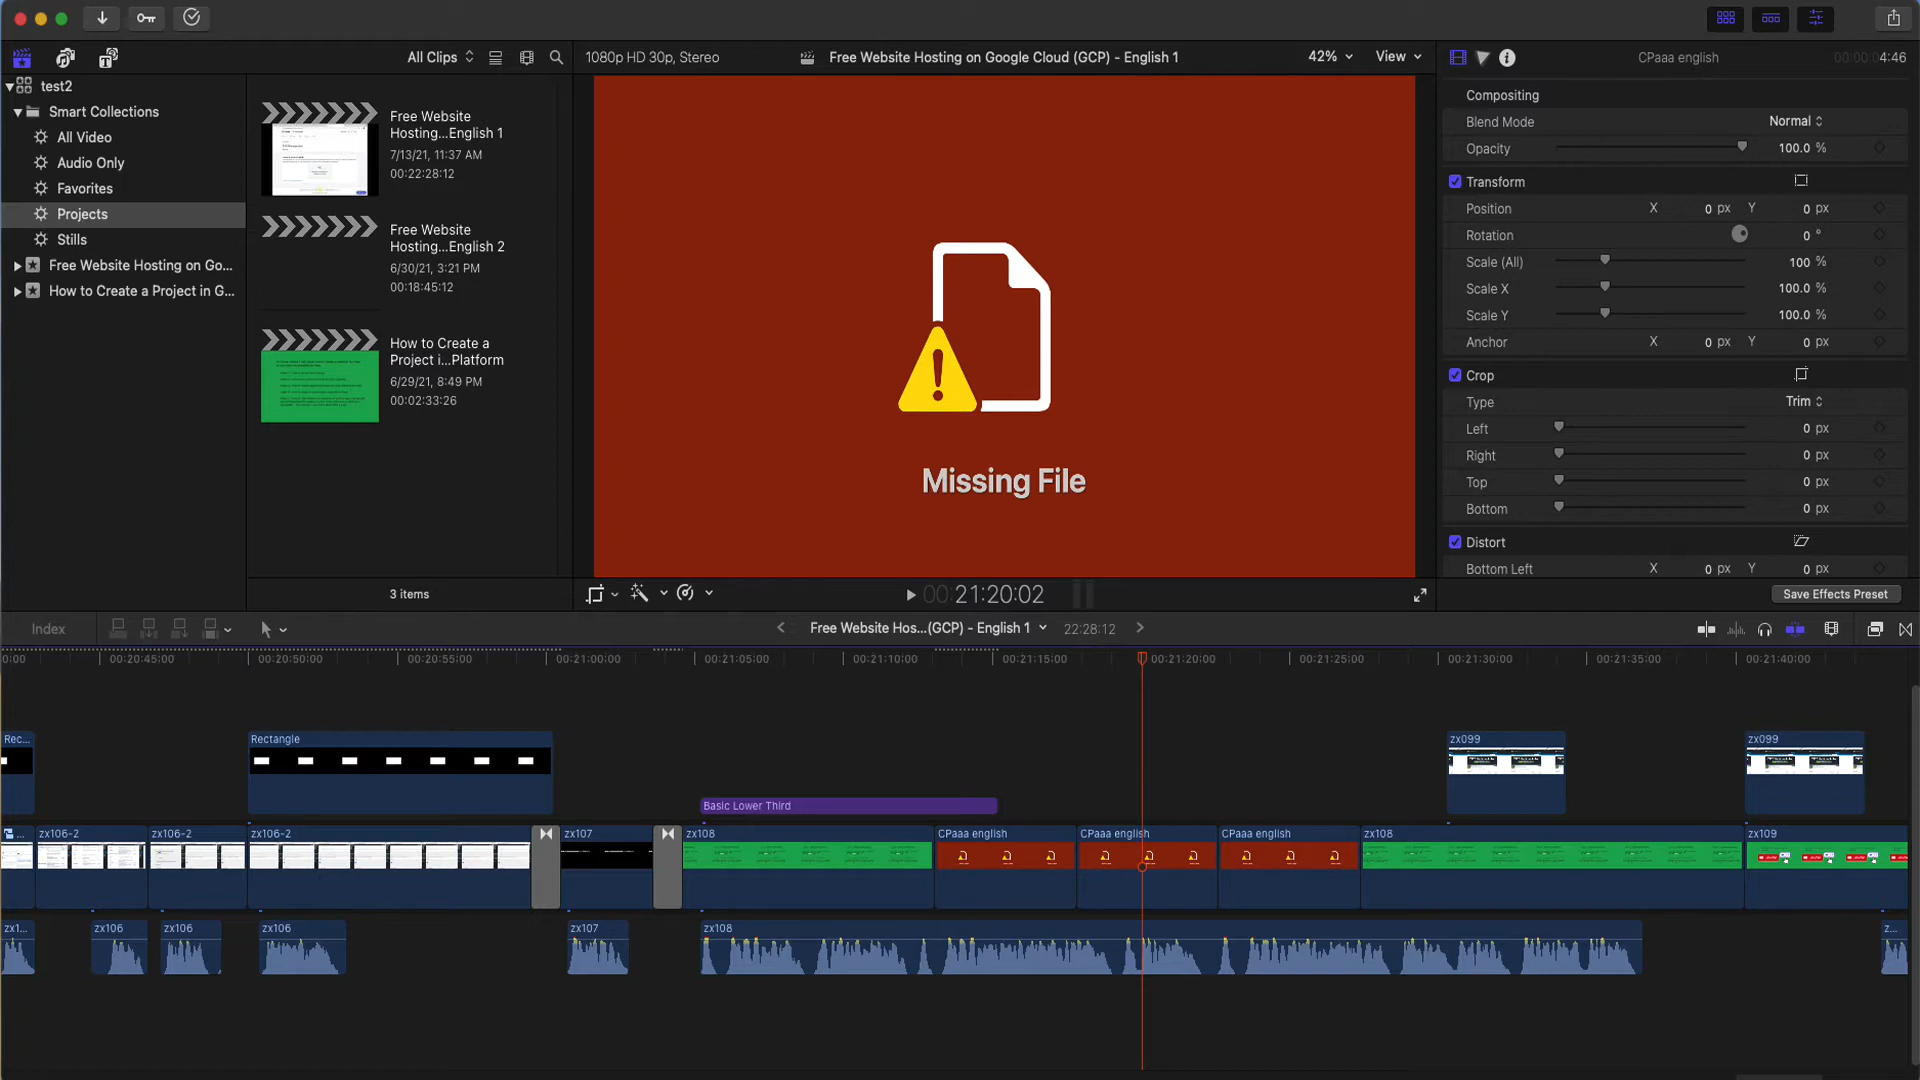 All Clips
1080p HD 30p, Stereo
Free Website Hosting on Google Cloud (GCP) - English 1
42%
View
CPaaa english
00:00:00:4:46
test2
Smart Collections
All Video
Audio Only
Favorites
Projects
Stills
Free Website Hosting on Go...
How to Create a Project in G...
Free Website
Hosting...English 1
7/13/21, 11:37 AM
00:22:28:12
Free Website
Hosting...English 2
6/30/21, 3:21 PM
00:18:45:12
How to Create a
Project i...Platform
6/29/21, 8:49 PM
00:02:33:26
3 items
Missing File
Compositing
Blend Mode
Normal
Opacity
100.0 %
Transform
Position X 0 px Y 0 px
Rotation 0 °
Scale (All) 100 %
Scale X 100.0 %
Scale Y 100.0 %
Anchor X 0 px Y 0 px
Crop
Type Trim
Left 0 px
Right 0 px
Top 0 px
Bottom 0 px
Distort
Bottom Left X 0 px Y 0 px
Save Effects Preset
00:21:20:02
Index
Free Website Hos...(GCP) - English 1
22:28:12
0:00
00:20:45:00
00:20:50:00
00:20:55:00
00:21:00:00
00:21:05:00
00:21:10:00
00:21:15:00
00:21:20:00
00:21:25:00
00:21:30:00
00:21:35:00
00:21:40:00
Rec...
Rectangle
zx099
zx099
Basic Lower Third
...
zx106-2
zx106-2
zx106-2
zx107
zx108
CPaaa english
CPaaa english
CPaaa english
zx108
zx109
zx1...
zx106
zx106
zx106
zx107
zx108
z...